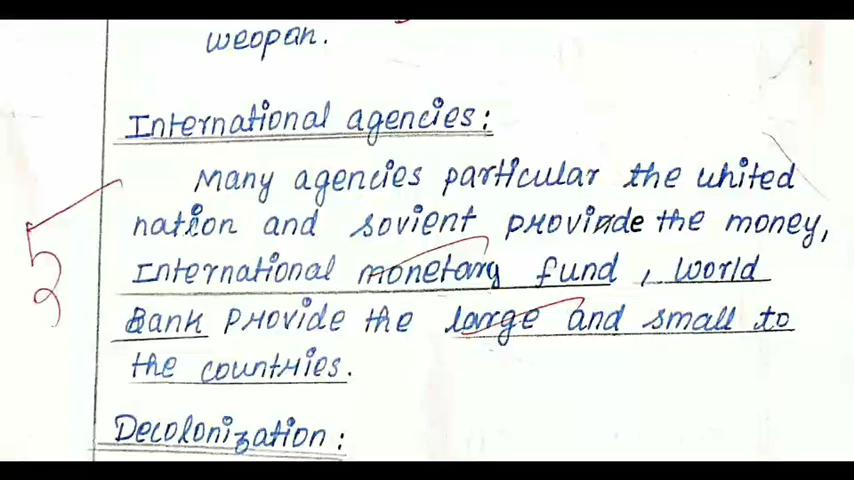 weopan.
International agencies:
Many agencies particular the united
nation and sovient provinde the money,
International monetary fund, world
Bank provide the large and small to
the countries.
Decolonization:
5